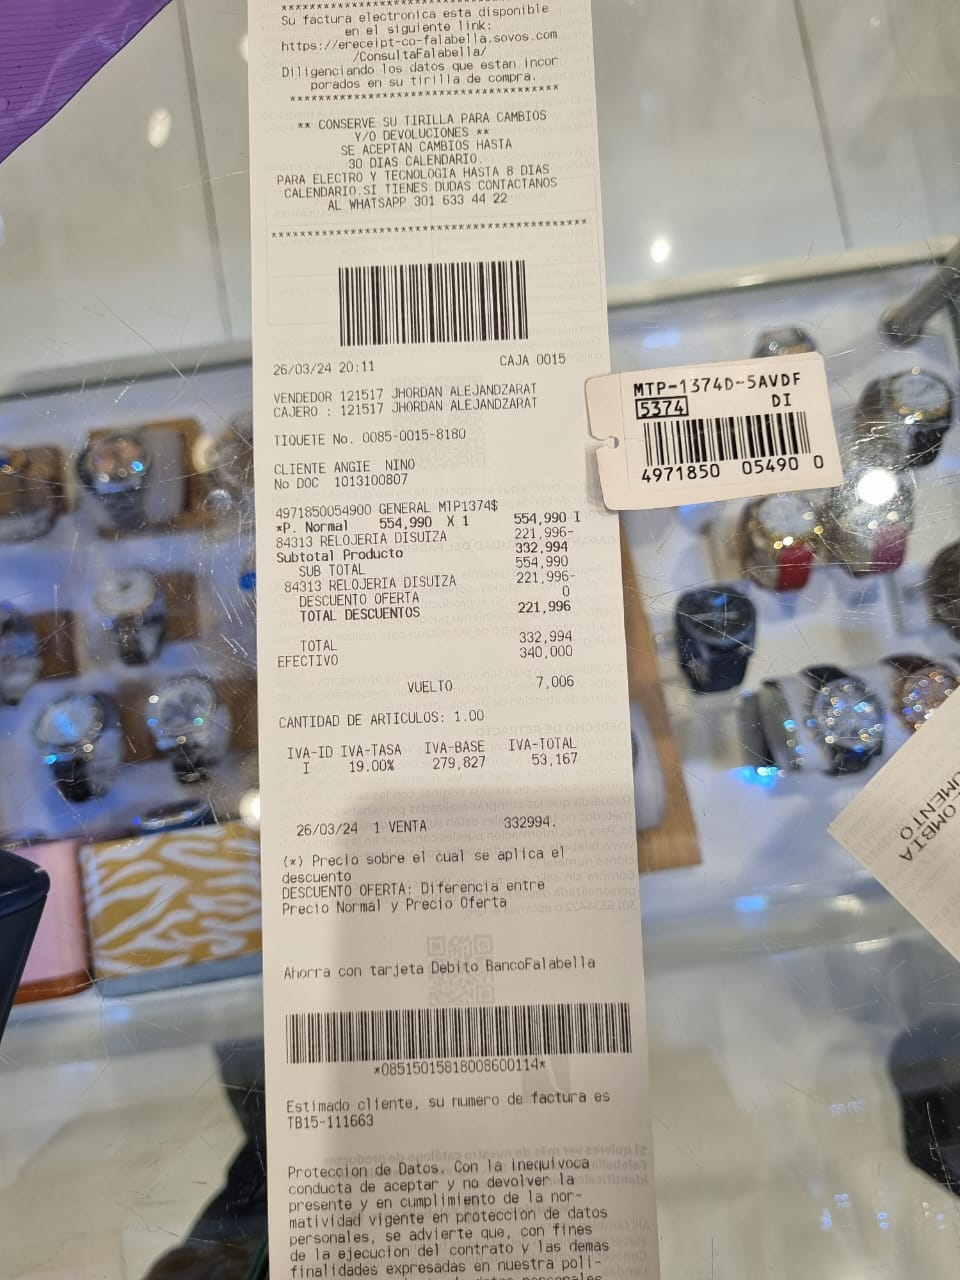 Su factura electronica esta disponible
en el siguiente link:
https://ereceipt-co-falabella.sovos.com
/ConsultaFalabella/
Diligenciando los datos que estan incor
porados en su tirilla de compra.
****************************************
** CONSERVE SU TIRILLA PARA CAMBIOS
Y/O DEVOLUCIONES **
SE ACEPTAN CAMBIOS HASTA
30 DIAS CALENDARIO.
PARA ELECTRO Y TECNOLOGIA HASTA 8 DIAS
CALENDARIO.SI TIENES DUDAS CONTACTANOS
AL WHATSAPP 301 633 44 22
****************************************
26/03/24 20:11 CAJA 0015
VENDEDOR 121517 JHORDAN ALEJANDZARAT
CAJERO : 121517 JHORDAN ALEJANDZARAT
TIQUETE No. 0085-0015-8180
CLIENTE ANGIE NINO
No DOC 1013100807
4971850054900 GENERAL MTP1374$
*P. Normal 554,990 X 1 554,990 I
84313 RELOJERIA DISUIZA 221,996-
Subtotal Producto 332,994
SUB TOTAL 554,990
84313 RELOJERIA DISUIZA 221,996-
DESCUENTO OFERTA 0
TOTAL DESCUENTOS 221,996
TOTAL 332,994
EFECTIVO 340,000
VUELTO 7,006
CANTIDAD DE ARTICULOS: 1.00
IVA-ID IVA-TASA IVA-BASE IVA-TOTAL
I 19.00% 279,827 53,167
26/03/24 1 VENTA 332994.
(*) Precio sobre el cual se aplica el
descuento
DESCUENTO OFERTA: Diferencia entre
Precio Normal y Precio Oferta
Ahorra con tarjeta Debito BancoFalabella
*08515015818008600114*
Estimado cliente, su numero de factura es
TB15-111663
Proteccion de Datos. Con la inequivoca
conducta de aceptar y no devolver la
presente y en cumplimiento de la nor-
matividad vigente en proteccion de datos
personales, se advierte que, con fines
de la ejecucion del contrato y las demas
finalidades expresadas en nuestra poli-
MTP-1374D-5AVDF
5374 DI
4971850 05490 0